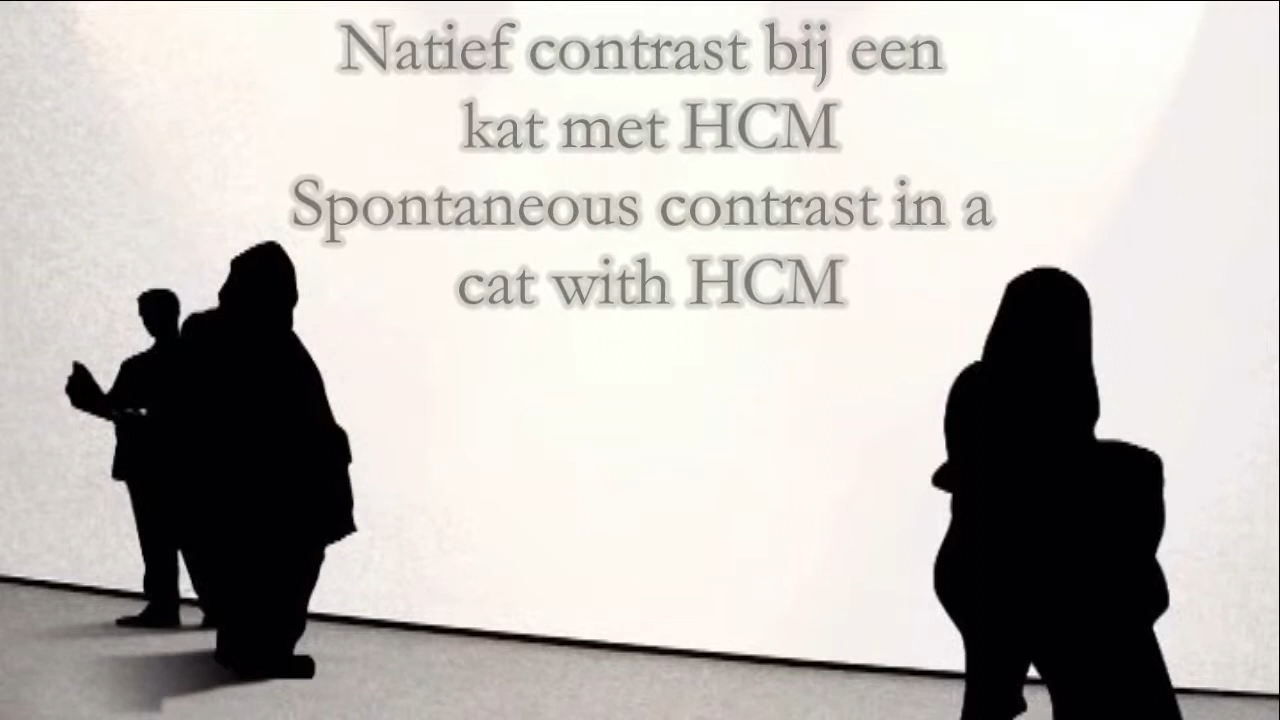 Natief contrast bij een
kat met HCM
Spontaneous contrast in a
cat with HCM